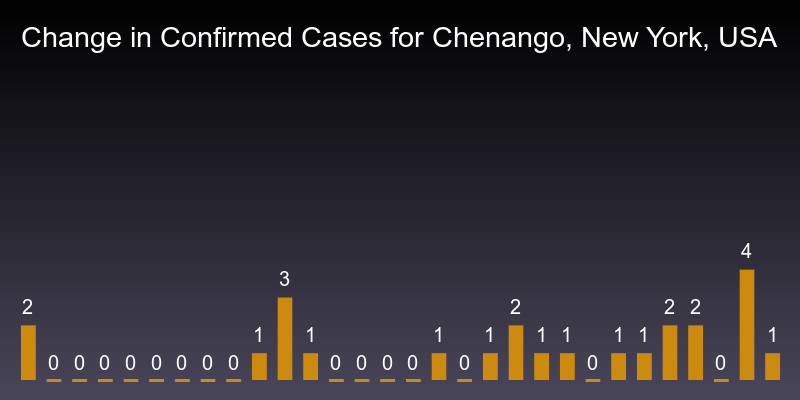 Change in Confirmed Cases for Chenango, New York, USA
4
3
2 2 2 2
1 1 1 1 1 1 1 1 1
0 0 0 0 0 0 0 0 0 0 0 0 0 0 0